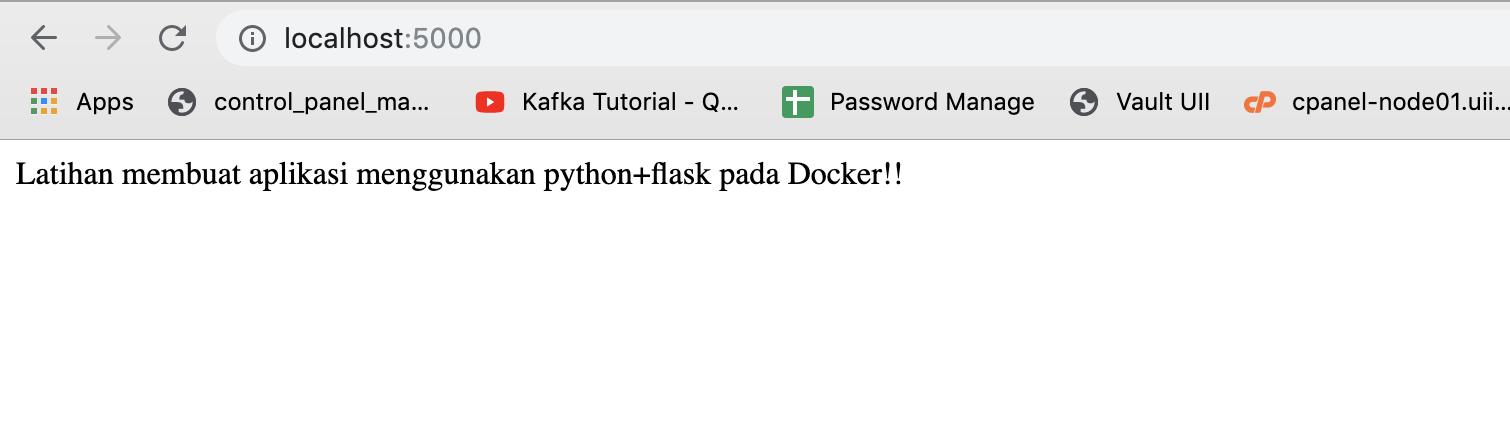 localhost:5000
Apps control_panel_ma... Kafka Tutorial - Q... Password Manage Vault UII cpanel-node01.uii...
Latihan membuat aplikasi menggunakan python+flask pada Docker!!